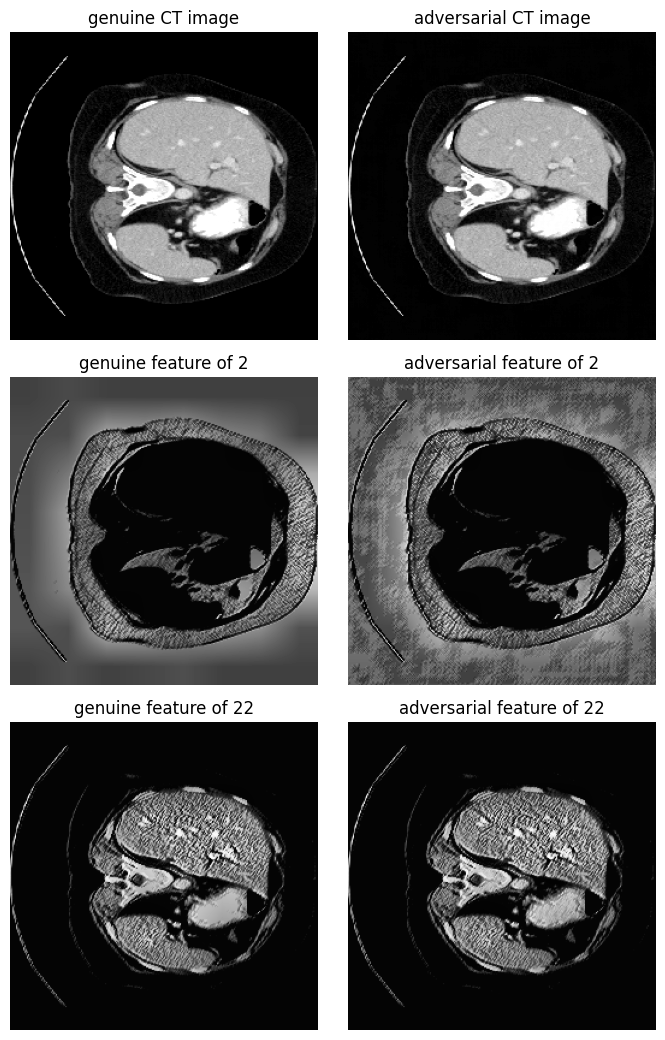 genuine CT image
adversarial CT image
genuine feature of 2
adversarial feature of 2
genuine feature of 22
adversarial feature of 22